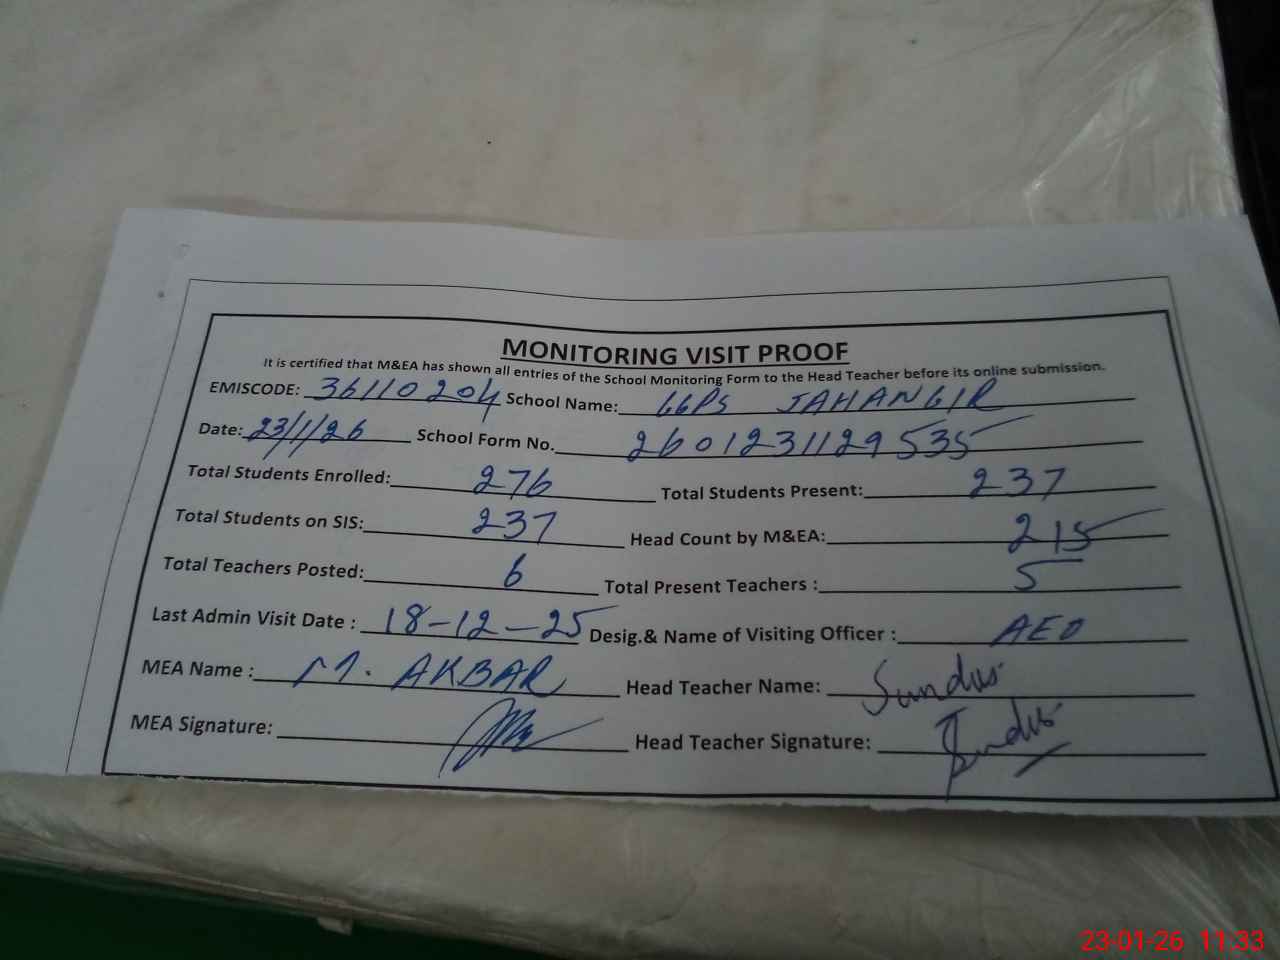 MONITORING VISIT PROOF
It is certified that M&EA has shown all entries of the School Monitoring Form to the Head Teacher before its online submission.
EMISCODE: 36110204 School Name: GGPS JAHANGIR
Date: 23/1/26 School Form No. 2601231129535
Total Students Enrolled: 276 Total Students Present: 237
Total Students on SIS: 237 Head Count by M&EA: 215
Total Teachers Posted: 6 Total Present Teachers : 5
Last Admin Visit Date : 18-12-25 Desig.& Name of Visiting Officer : AEO
MEA Name : M. AKBAR Head Teacher Name: Sundus
MEA Signature: Head Teacher Signature: Sundus
23-01-26 11:33